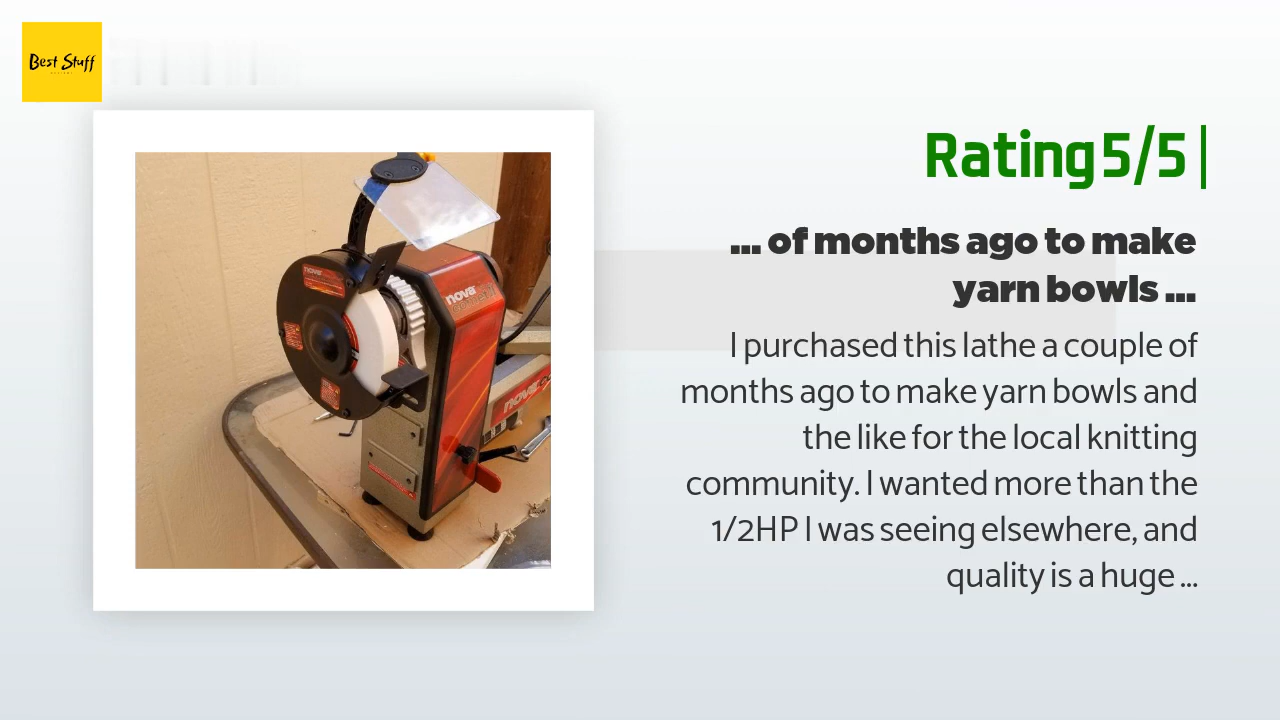 Best Stuff
Rating 5/5 |
... of months ago to make
yarn bowls ...
I purchased this lathe a couple of
months ago to make yarn bowls and
the like for the local knitting
community. I wanted more than the
1/2HP I was seeing elsewhere, and
quality is a huge ...
nova
nova
nova